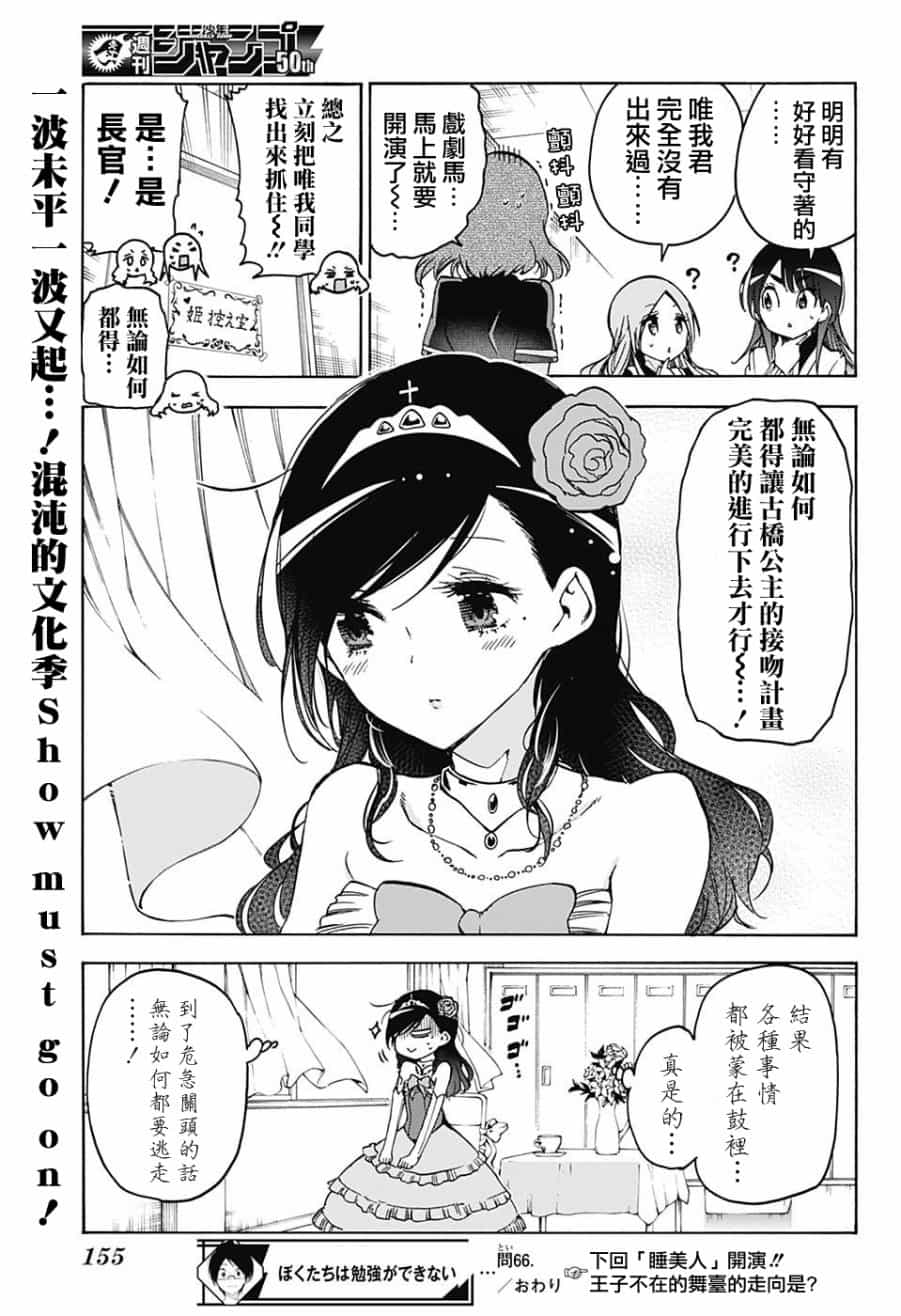 週刊
少年
ジャンプ
50th
明明有
好好看守著的
……
唯我君
完全沒有
出來過……
顫抖
顫抖
戲劇馬…
馬上就要
開演了～…
?
?
總之
立刻把唯我同學
找出來抓住～!!
是…是
長官！
姫 控え室
無論如何
都得…
無論如何
都得讓古橋公主的接吻計畫
完美的進行下去才行～…！
結果
各種事情
都被蒙在鼓裡…
真是的…
ゴゴゴ…
到了危急關頭的話
無論如何都要逃走
……！
一波未平一波又起…！混沌的文化季Show must go on！
155
ぼくたちは勉強ができない
…
とい
問66.
／おわり
☞下回「睡美人」開演!!
王子不在的舞臺的走向是？